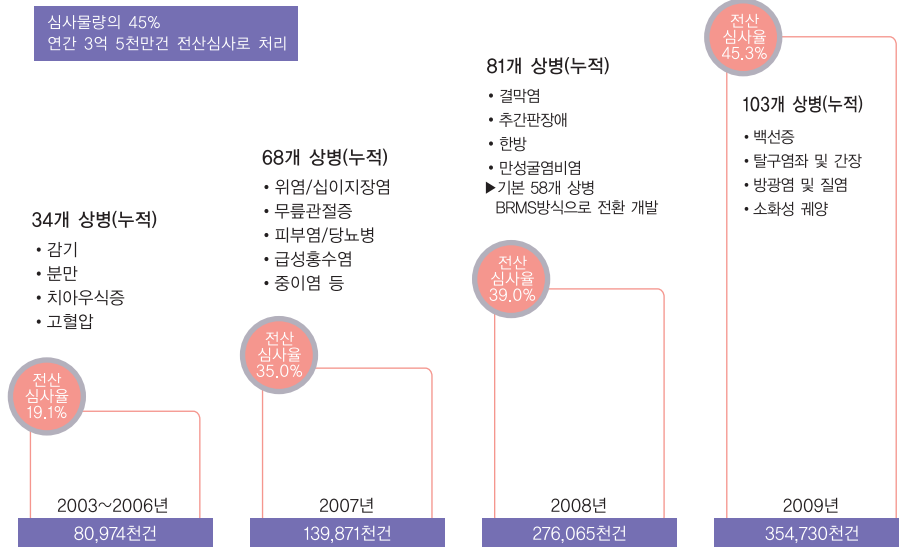 심사물량의 45%
연간 3억 5천만건 전산심사로 처리
34개 상병(누적)
• 감기
• 분만
• 치아우식증
• 고혈압
전산
심사율
19.1%
2003~2006년
80,974천건
68개 상병(누적)
• 위염/십이지장염
• 무릎관절증
• 피부염/당뇨병
• 급성홍수염
• 중이염 등
전산
심사율
35.0%
2007년
139,871천건
81개 상병(누적)
• 결막염
• 추간판장애
• 한방
• 만성굴염비염
▶기본 58개 상병
BRMS방식으로 전환 개발
전산
심사율
39.0%
2008년
276,065천건
전산
심사율
45.3%
103개 상병(누적)
• 백선증
• 탈구염좌 및 간장
• 방광염 및 질염
• 소화성 궤양
2009년
354,730천건